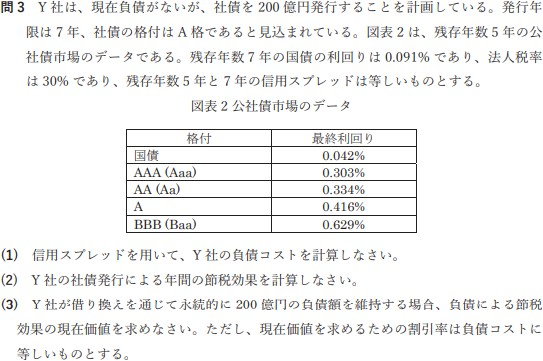 問3 Y 社は、現在負債がないが、社債を 200 億円発行することを計画している。発行年
限は 7 年、社債の格付は A 格であると見込まれている。図表 2 は、残存年数 5 年の公
社債市場のデータである。残存年数 7 年の国債の利回りは 0.091%であり、法人税率
は 30%であり、残存年数 5 年と 7 年の信用スプレッドは等しいものとする。
図表 2 公社債市場のデータ
格付 最終利回り
国債 0.042%
AAA (Aaa) 0.303%
AA (Aa) 0.334%
A 0.416%
BBB (Baa) 0.629%
(1) 信用スプレッドを用いて、Y 社の負債コストを計算しなさい。
(2) Y 社の社債発行による年間の節税効果を計算しなさい。
(3) Y 社が借り換えを通じて永続的に 200 億円の負債額を維持する場合、負債による節税
効果の現在価値を求めなさい。ただし、現在価値を求めるための割引率は負債コストに
等しいものとする。